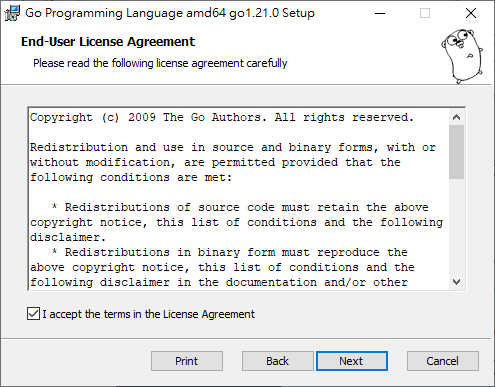 Go Programming Language amd64 go1.21.0 Setup
End-User License Agreement
Please read the following license agreement carefully
Copyright (c) 2009 The Go Authors. All rights reserved.
Redistribution and use in source and binary forms, with or
without modification, are permitted provided that the
following conditions are met:
* Redistributions of source code must retain the above
copyright notice, this list of conditions and the following
disclaimer.
* Redistributions in binary form must reproduce the
above copyright notice, this list of conditions and the
following disclaimer in the documentation and/or other
I accept the terms in the License Agreement
Print Back Next Cancel